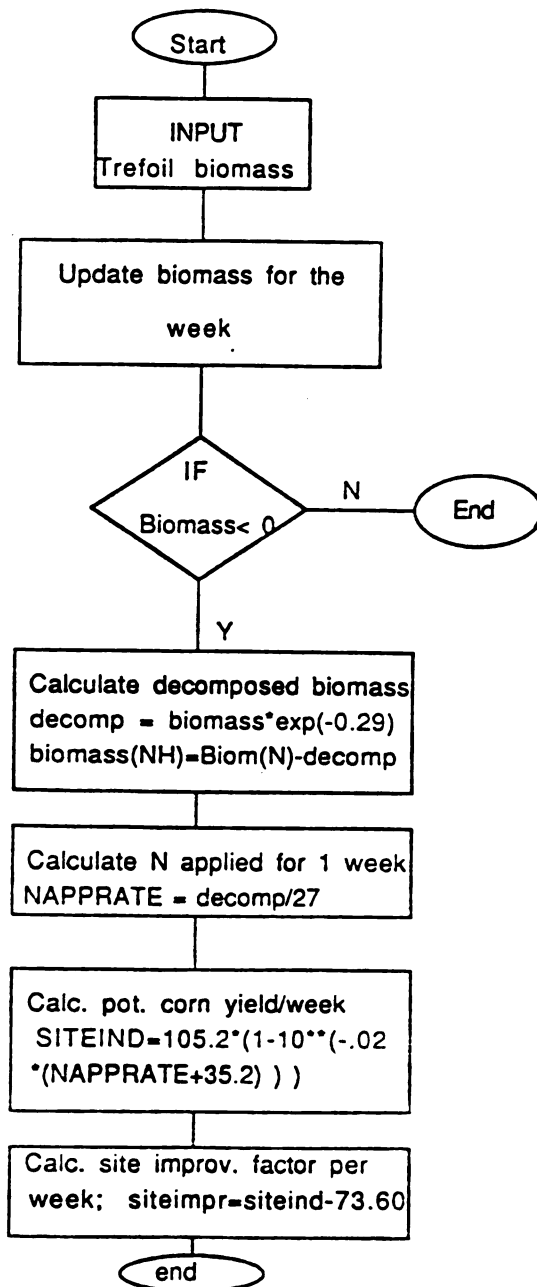 Start
INPUT
Trefoil biomass
Update biomass for the
week
IF
Biomass< 0
N
End
Y
Calculate decomposed biomass
decomp = biomass*exp(-0.29)
biomass(NH)=Biom(N)-decomp
Calculate N applied for 1 week
NAPPRATE = decomp/27
Calc. pot. corn yield/week
SITEIND=105.2*(1-10**(-.02
*(NAPPRATE+35.2) ) )
Calc. site improv. factor per
week; siteimpr=siteind-73.60
end